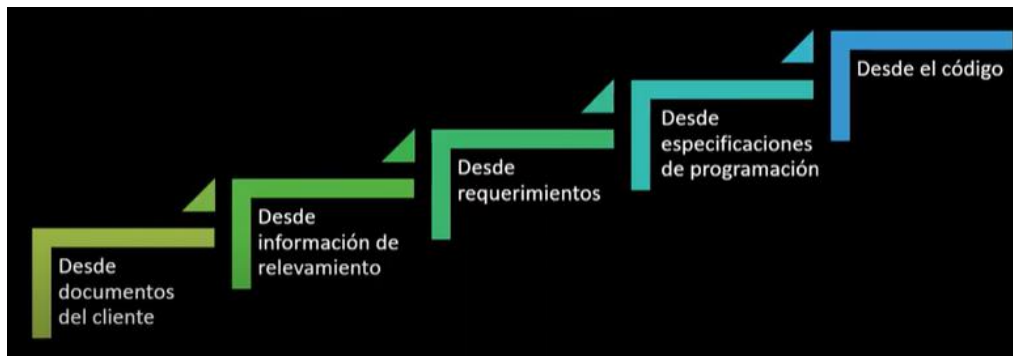 Desde
documentos
del cliente
Desde
información de
relevamiento
Desde
requerimientos
Desde
especificaciones
de programación
Desde el código